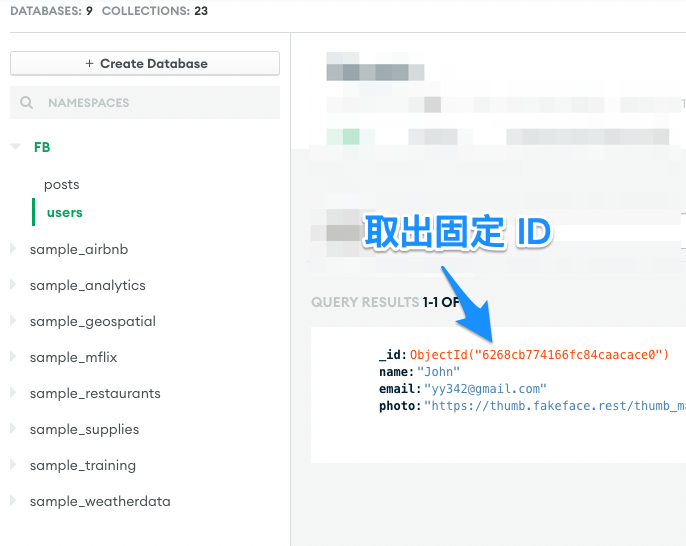 DATABASES: 9 COLLECTIONS: 23
+ Create Database
NAMESPACES
FB
posts
users
sample_airbnb
sample_analytics
sample_geospatial
sample_mflix
sample_restaurants
sample_supplies
sample_training
sample_weatherdata
取出固定 ID
QUERY RESULTS 1-1 OF
_id: ObjectId("6268cb774166fc84caacace0")
name: "John"
email: "yy342@gmail.com"
photo: "https://thumb.fakeface.rest/thumb_ma